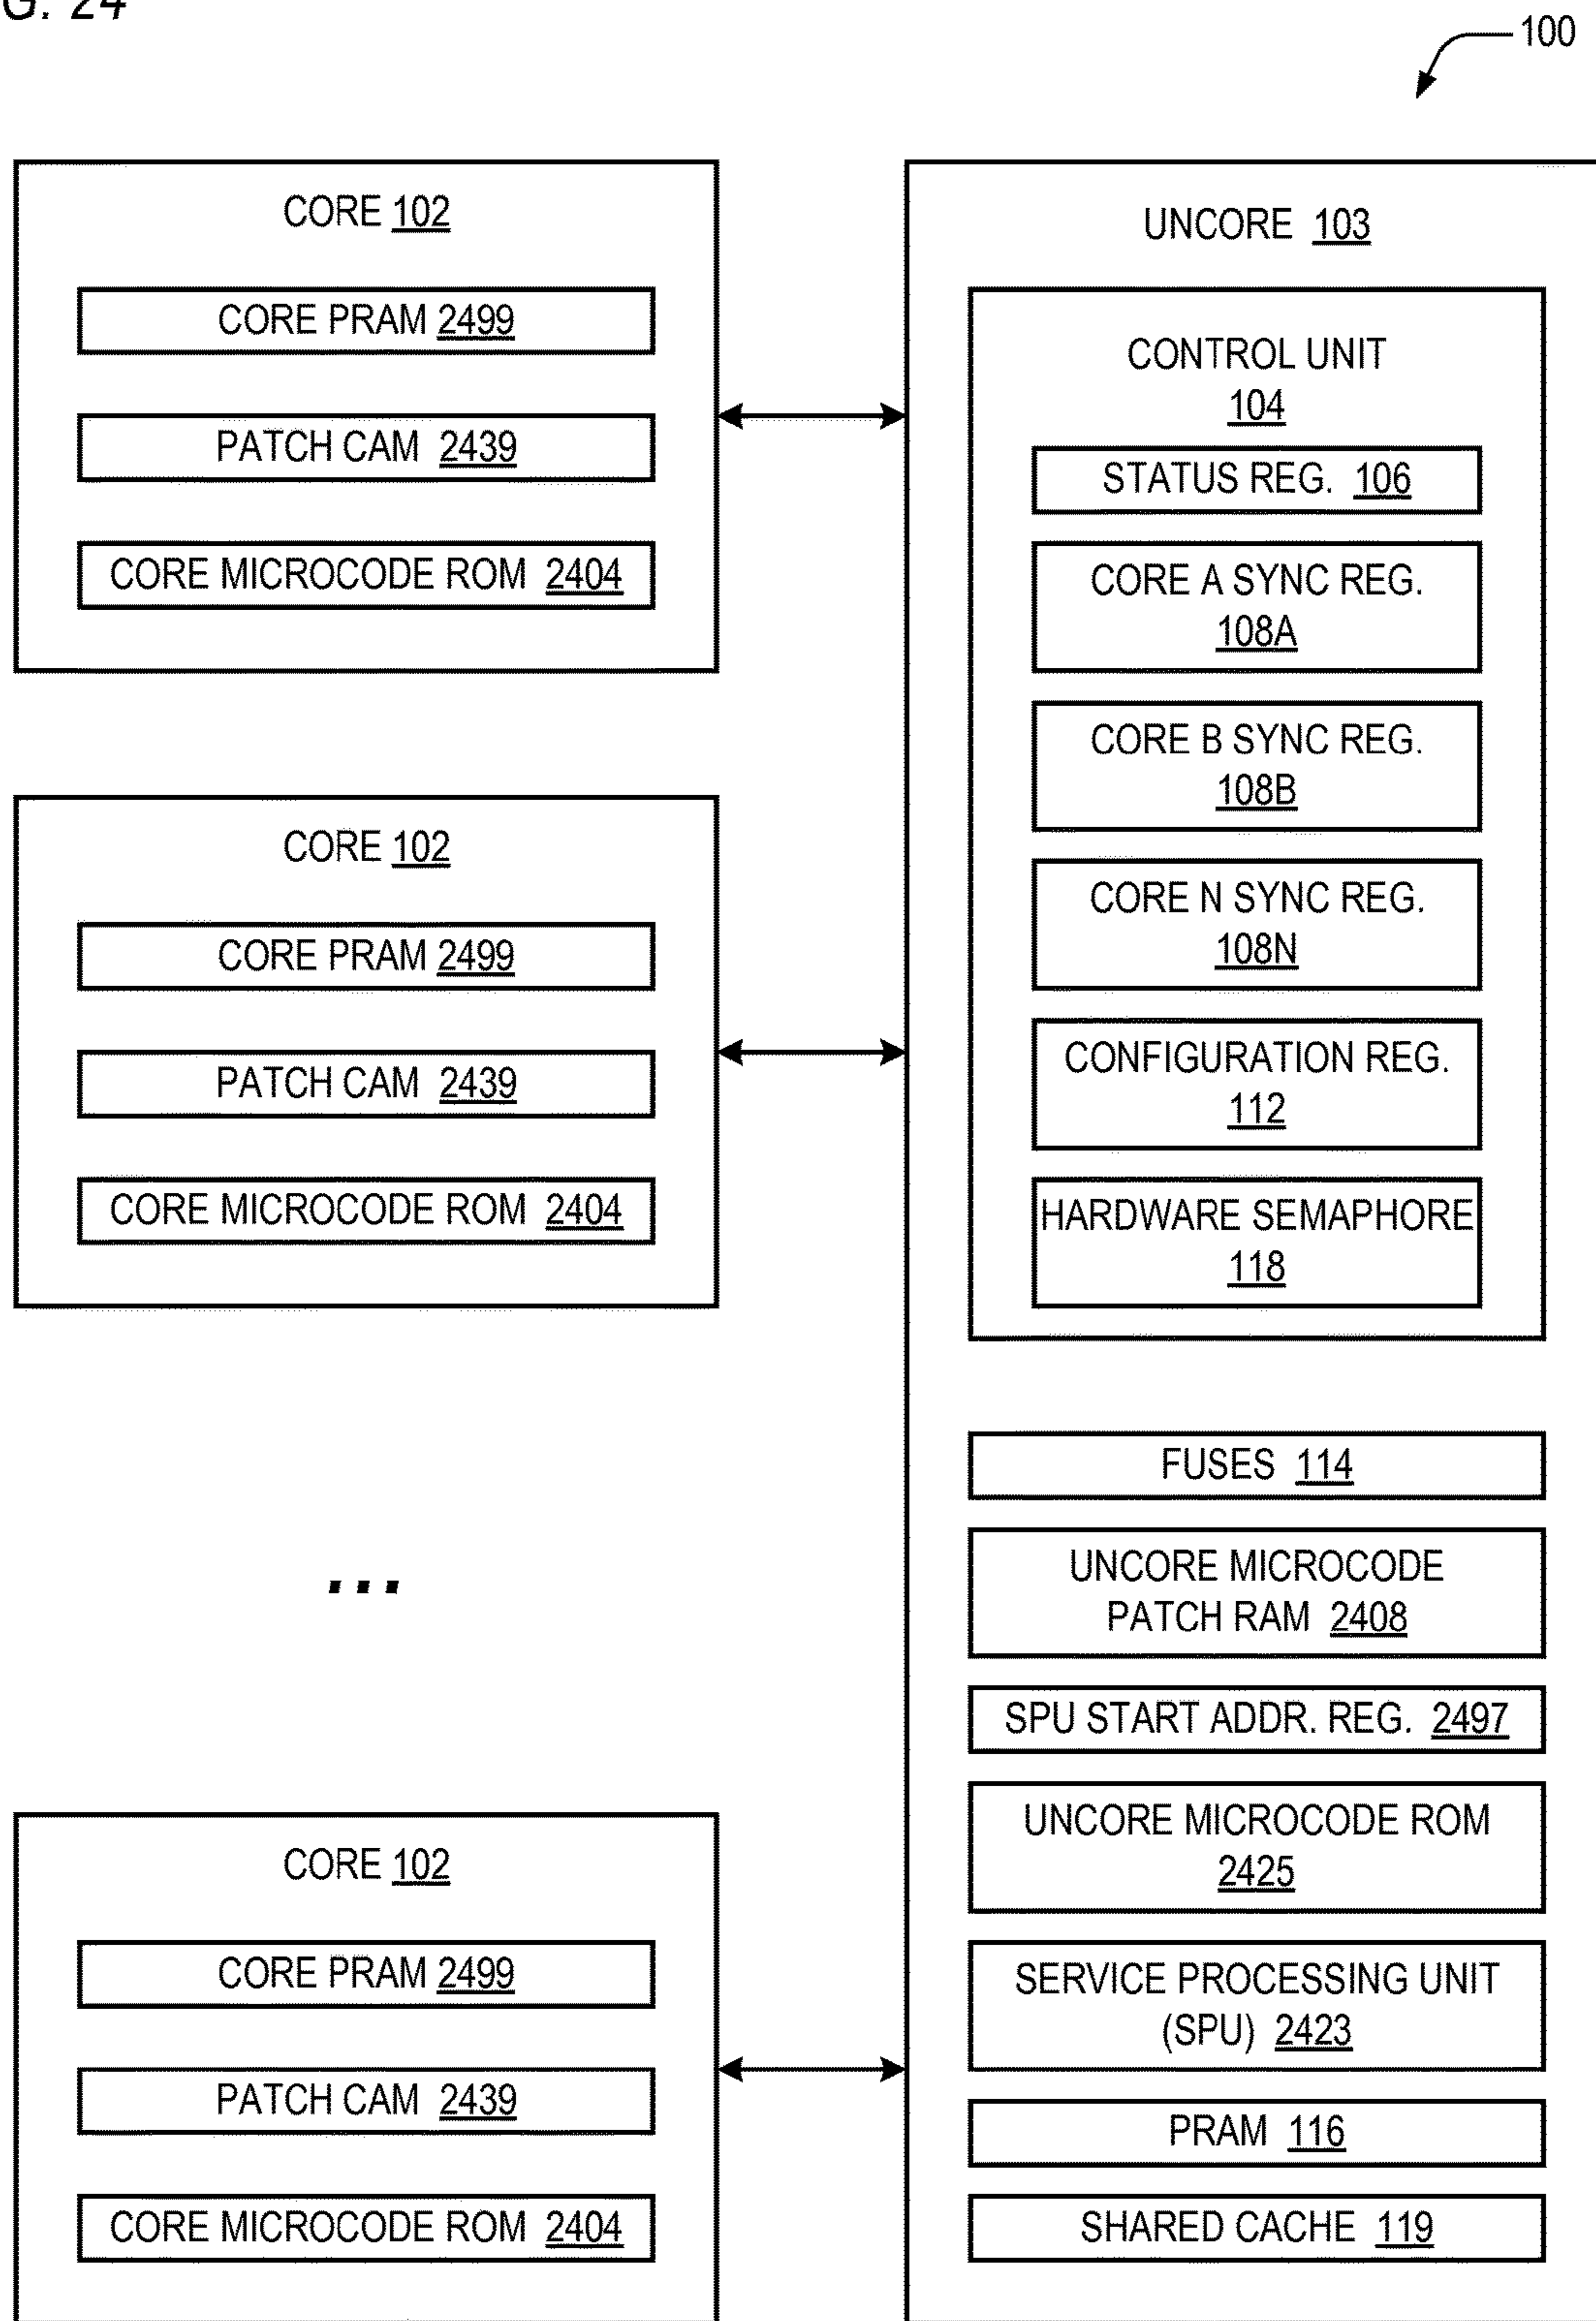 G. 24
100
CORE 102
CORE PRAM 2499
PATCH CAM 2439
CORE MICROCODE ROM 2404
CORE 102
CORE PRAM 2499
PATCH CAM 2439
CORE MICROCODE ROM 2404
...
CORE 102
CORE PRAM 2499
PATCH CAM 2439
CORE MICROCODE ROM 2404
UNCORE 103
CONTROL UNIT
104
STATUS REG. 106
CORE A SYNC REG.
108A
CORE B SYNC REG.
108B
CORE N SYNC REG.
108N
CONFIGURATION REG.
112
HARDWARE SEMAPHORE
118
FUSES 114
UNCORE MICROCODE
PATCH RAM 2408
SPU START ADDR. REG. 2497
UNCORE MICROCODE ROM
2425
SERVICE PROCESSING UNIT
(SPU) 2423
PRAM 116
SHARED CACHE 119